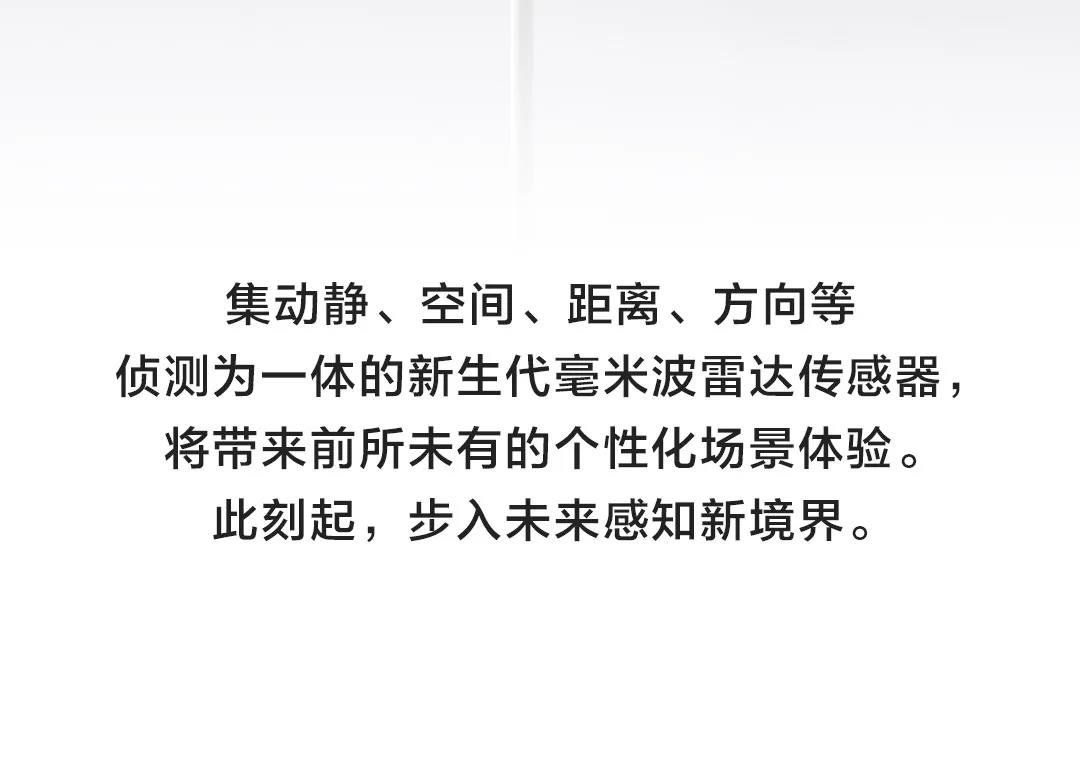 集动静、空间、距离、方向等
侦测为一体的新生代毫米波雷达传感器，
将带来前所未有的个性化场景体验。
此刻起，步入未来感知新境界。